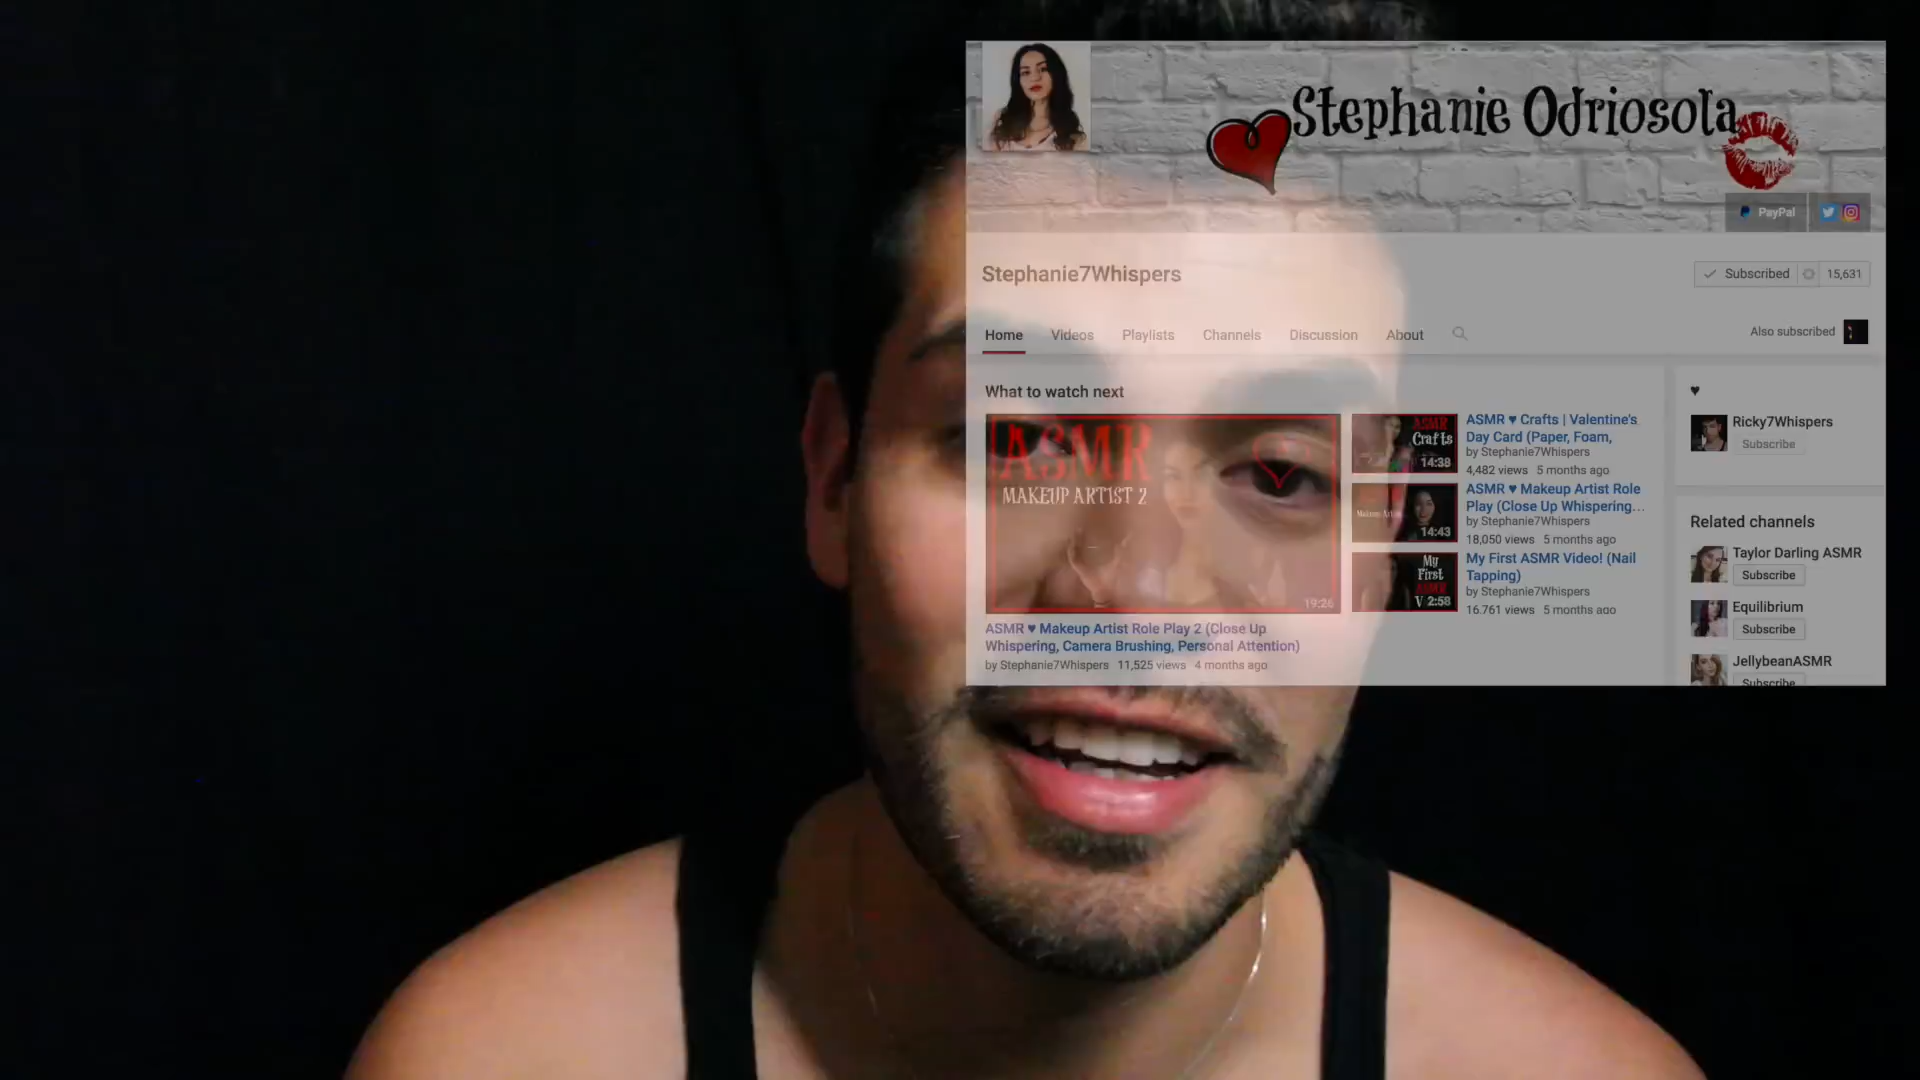 Stephanie Odriosola
PayPal
Stephanie7Whispers
Subscribed 15,631
Home Videos Playlists Channels Discussion About
Also subscribed
What to watch next
ASMR
MAKEUP ARTIST 2
19:26
ASMR ♥ Makeup Artist Role Play 2 (Close Up
Whispering, Camera Brushing, Personal Attention)
by Stephanie7Whispers 11,525 views 4 months ago
ASMR
Crafts
14:38
ASMR ♥ Crafts | Valentine's
Day Card (Paper, Foam,
by Stephanie7Whispers
4,482 views 5 months ago
14:43
ASMR ♥ Makeup Artist Role
Play (Close Up Whispering...
by Stephanie7Whispers
18,050 views 5 months ago
My
First
ASMR
V 2:58
My First ASMR Video! (Nail
Tapping)
by Stephanie7Whispers
16,761 views 5 months ago
♥
Ricky7Whispers
Subscribe
Related channels
Taylor Darling ASMR
Subscribe
Equilibrium
Subscribe
JellybeanASMR
Subscribe